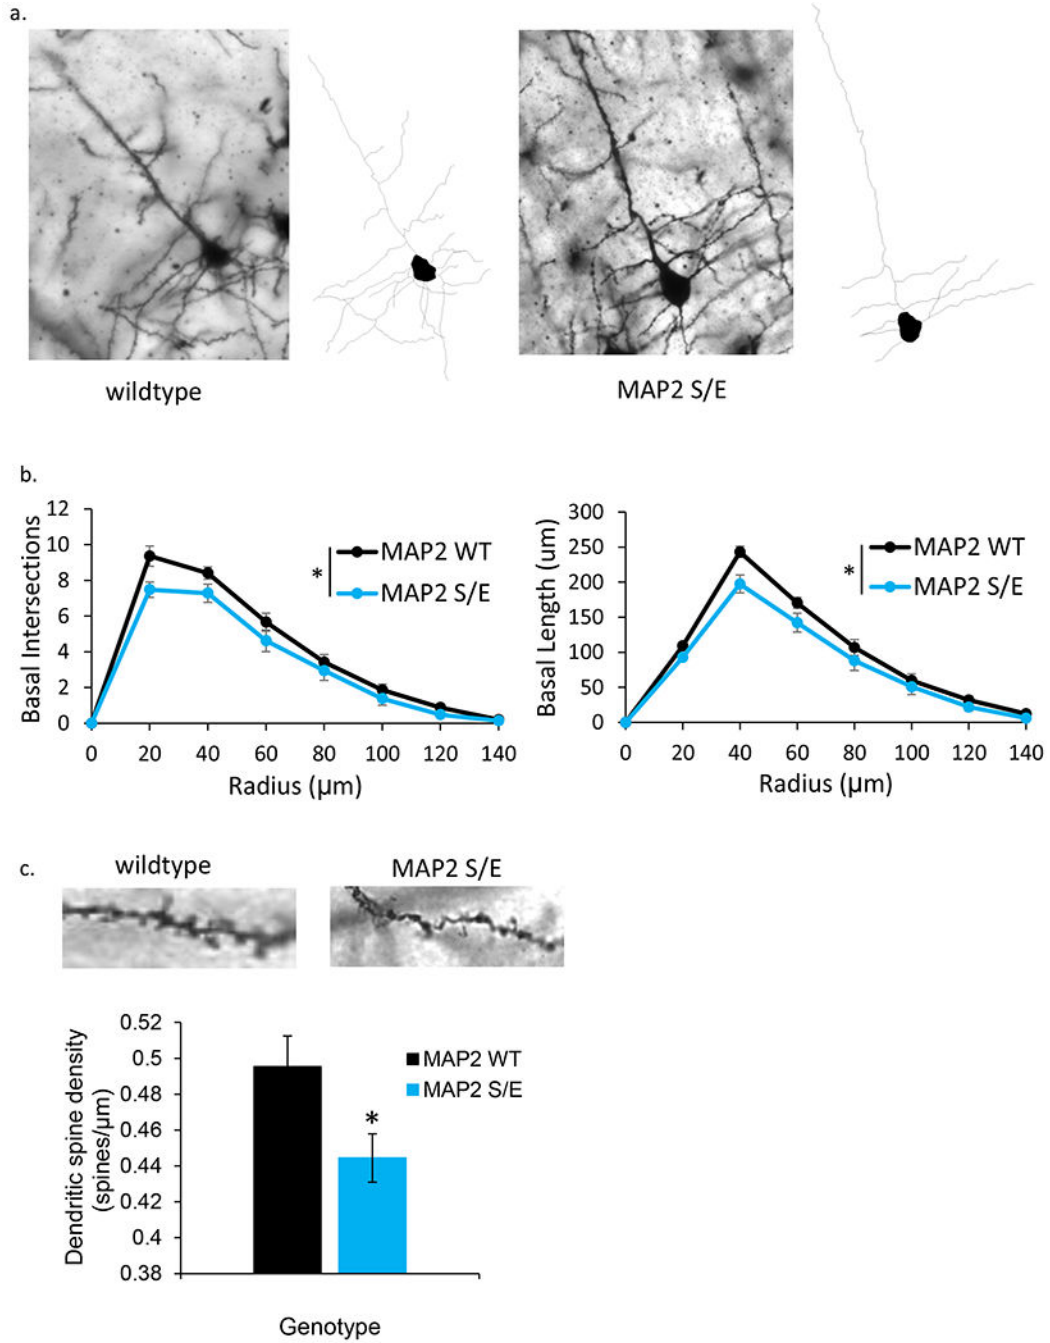 a.
wildtype
MAP2 S/E
b.
Basal Intersections
12
10
8
6
4
2
0
0 20 40 60 80 100 120 140
Radius (µm)
*
MAP2 WT
MAP2 S/E
Basal Length (um)
300
250
200
150
100
50
0
0 20 40 60 80 100 120 140
Radius (µm)
*
MAP2 WT
MAP2 S/E
c.
wildtype
MAP2 S/E
Dendritic spine density
(spines/µm)
0.52
0.5
0.48
0.46
0.44
0.42
0.4
0.38
*
MAP2 WT
MAP2 S/E
Genotype